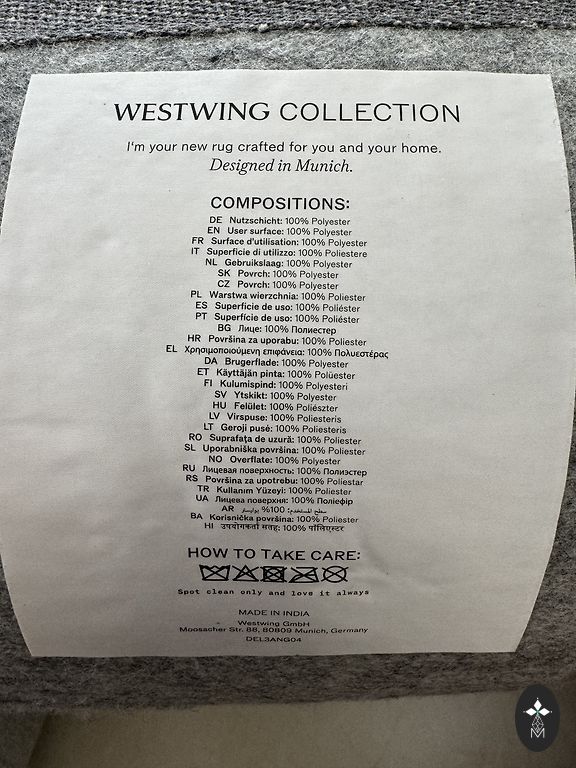 WESTWING COLLECTION
I'm your new rug crafted for you and your home.
Designed in Munich.
COMPOSITIONS:
DE Nutzschicht: 100% Polyester
EN User surface: 100% Polyester
FR Surface d'utilisation: 100% Polyester
IT Superficie di utilizzo: 100% Poliestere
NL Gebruikslaag: 100% Polyester
SK Povrch: 100% Polyester
CZ Povrch: 100% Polyester
PL Warstwa wierzchnia: 100% Poliester
ES Superficie de uso: 100% Poliéster
PT Superfície de uso: 100% Poliéster
BG Лице: 100% Полиестер
HR Površina za uporabu: 100% Poliester
EL Χρησιμοποιούμενη επιφάνεια: 100% Πολυεστέρας
DA Brugerflade: 100% Polyester
ET Käyttäjän pinta: 100% Polüester
FI Kulumispind: 100% Polyesteri
SV Ytskikt: 100% Polyester
HU Felület: 100% Poliészter
LV Virspuse: 100% Poliesteris
LT Geroji pusė: 100% Poliesteris
RO Suprafaţa de uzură: 100% Poliester
SL Uporabniška površina: 100% Poliester
NO Overflate: 100% Polyester
RU Лицевая поверхность: 100% Полиэстер
RS Površina za upotrebu: 100% Poliestar
TR Kullanım Yüzeyi: 100% Poliester
UA Лицева поверхня: 100% Поліефір
AR سطح المستخدم: 100% بوليستر
BA Korisnička površina: 100% Poliester
HI उपयोगकर्ता सतह: 100% पॉलिएस्टर
HOW TO TAKE CARE:
Spot clean only and love it always
MADE IN INDIA
Westwing GmbH
Moosacher Str. 88, 80809 Munich, Germany
DEL3ANG04
M